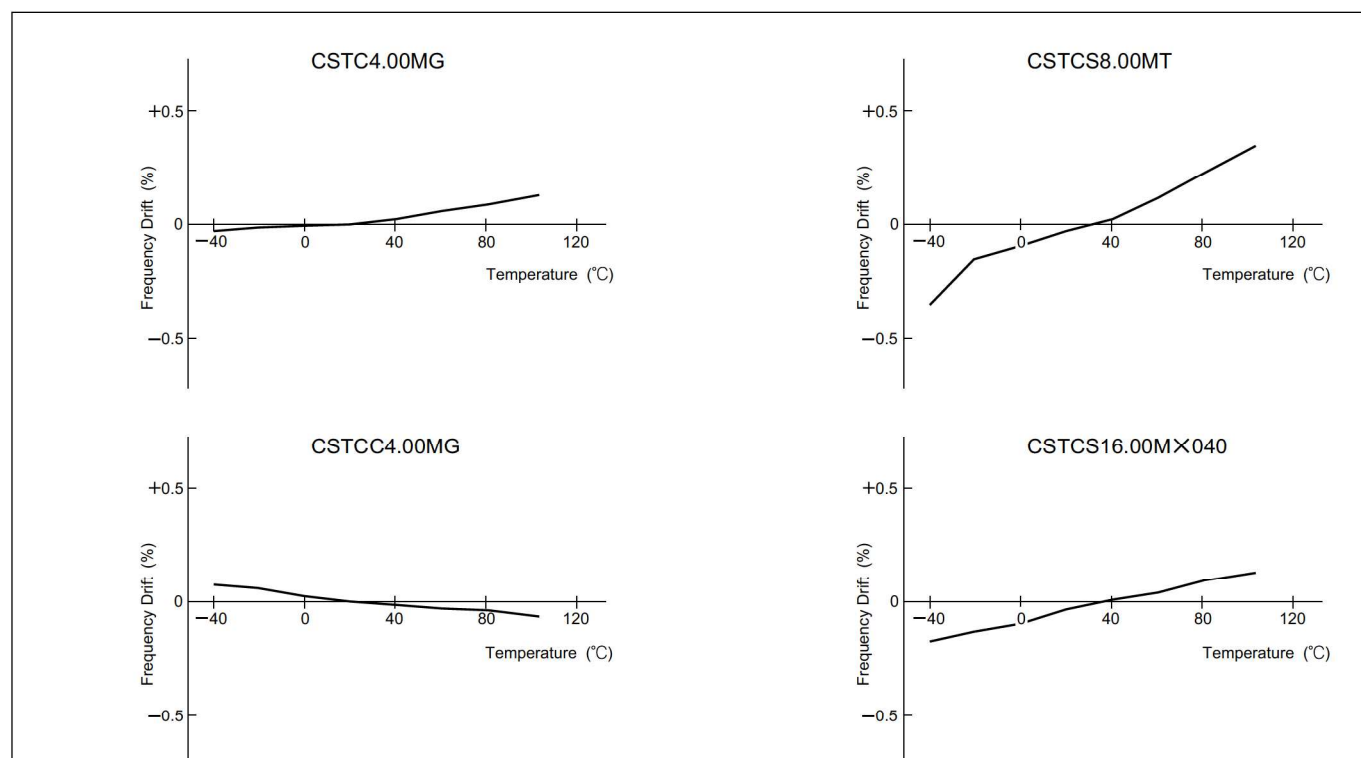 CSTC4.00MG
+0.5
0
−0.5
Frequency Drift (%)
−40
0
40
80
120
Temperature (℃)
CSTCS8.00MT
+0.5
0
−0.5
Frequency Drift (%)
−40
0
40
80
120
Temperature (℃)
CSTCC4.00MG
+0.5
0
−0.5
Frequency Drif. (%)
−40
0
40
80
120
Temperature (℃)
CSTCS16.00M×040
+0.5
0
−0.5
Frequency Drif. (%)
−40
0
40
80
120
Temperature (℃)